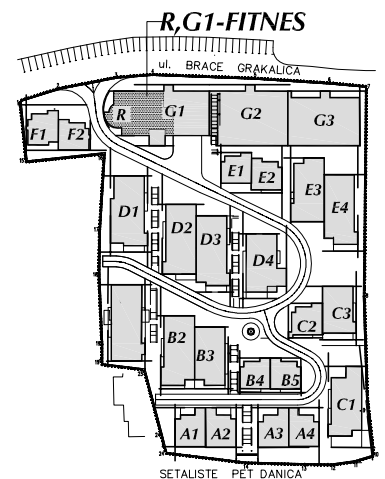 R,G1-FITNES
ul. BRACE GRAKALICA
R G1 G2 G3
F1 F2
E1 E2 E3 E4
D1 D2 D3 D4
C3
C2
B2 B3
B4 B5 C1
A1 A2 A3 A4
SETALISTE PET DANICA